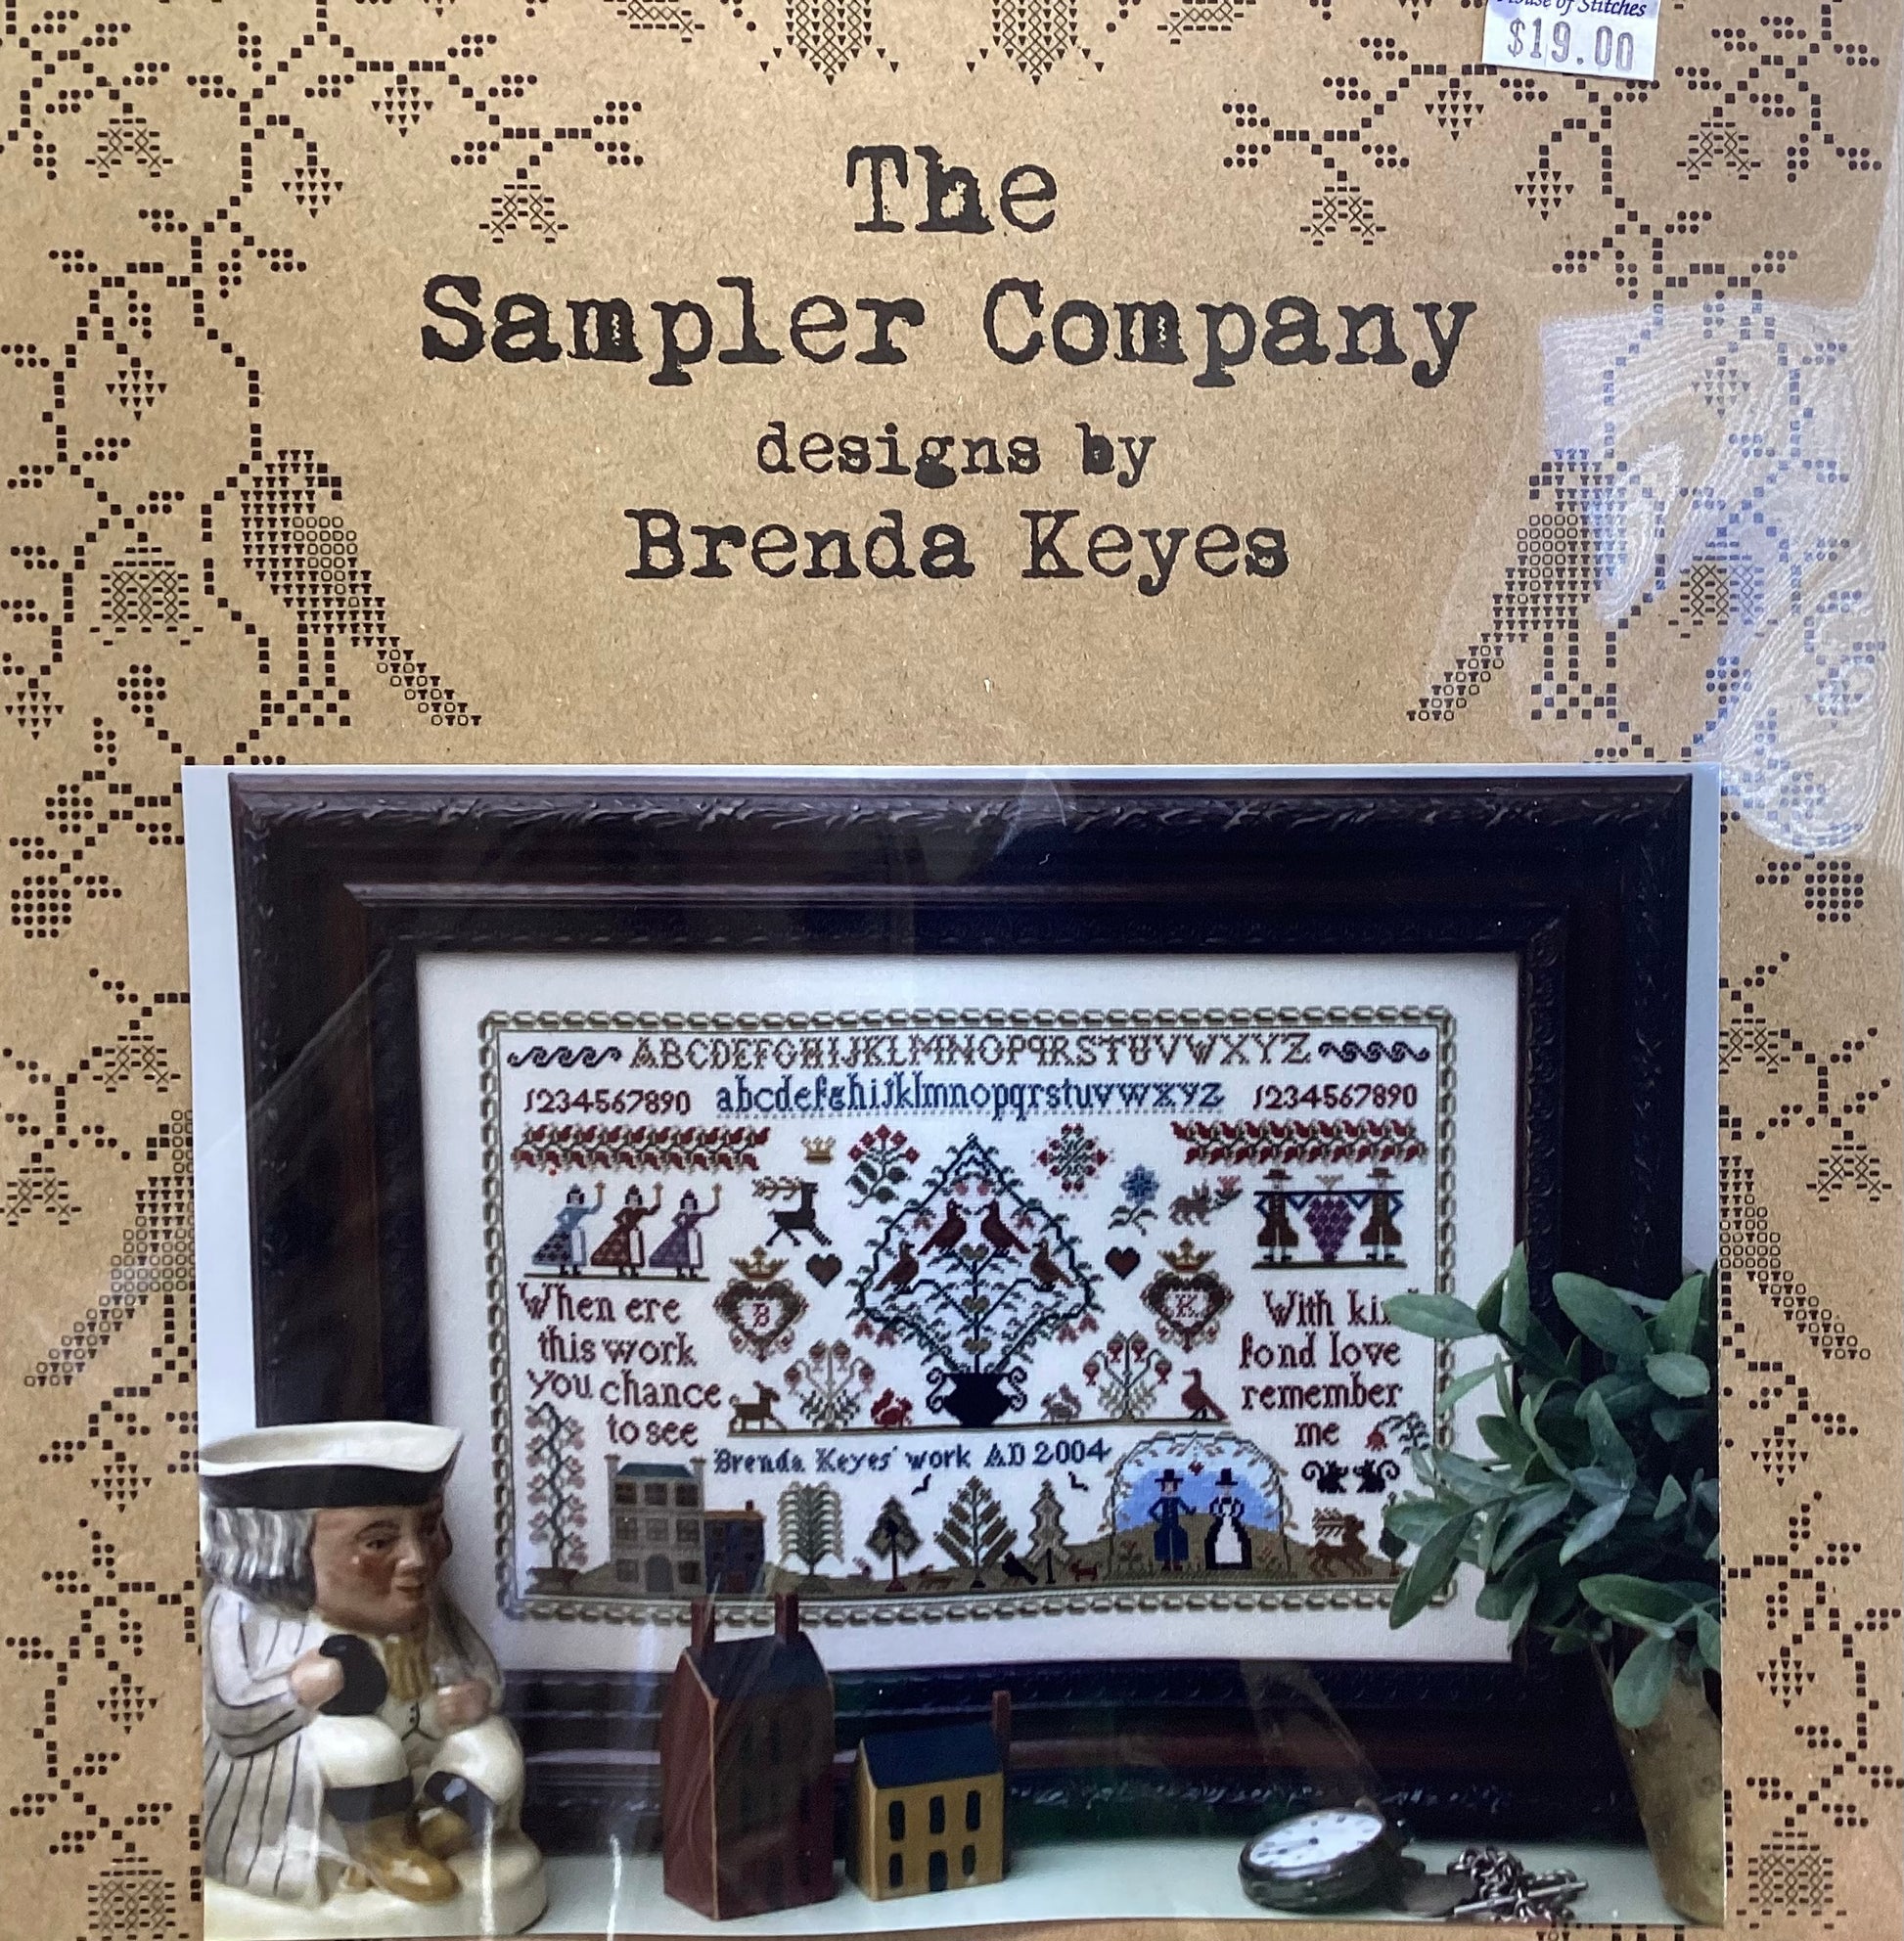 House of Stitches
$19.00
The
Sampler Company
designs by
Brenda Keyes
ABCDEFGHIJKLMNOPQRSTUVWXYZ
1234567890 abcdefghijklmnopqrstuvwxyz 1234567890
B
K
When ere
this work
you chance
to see
With
fond love
remember
me
Brenda Keyes' work AD 2004